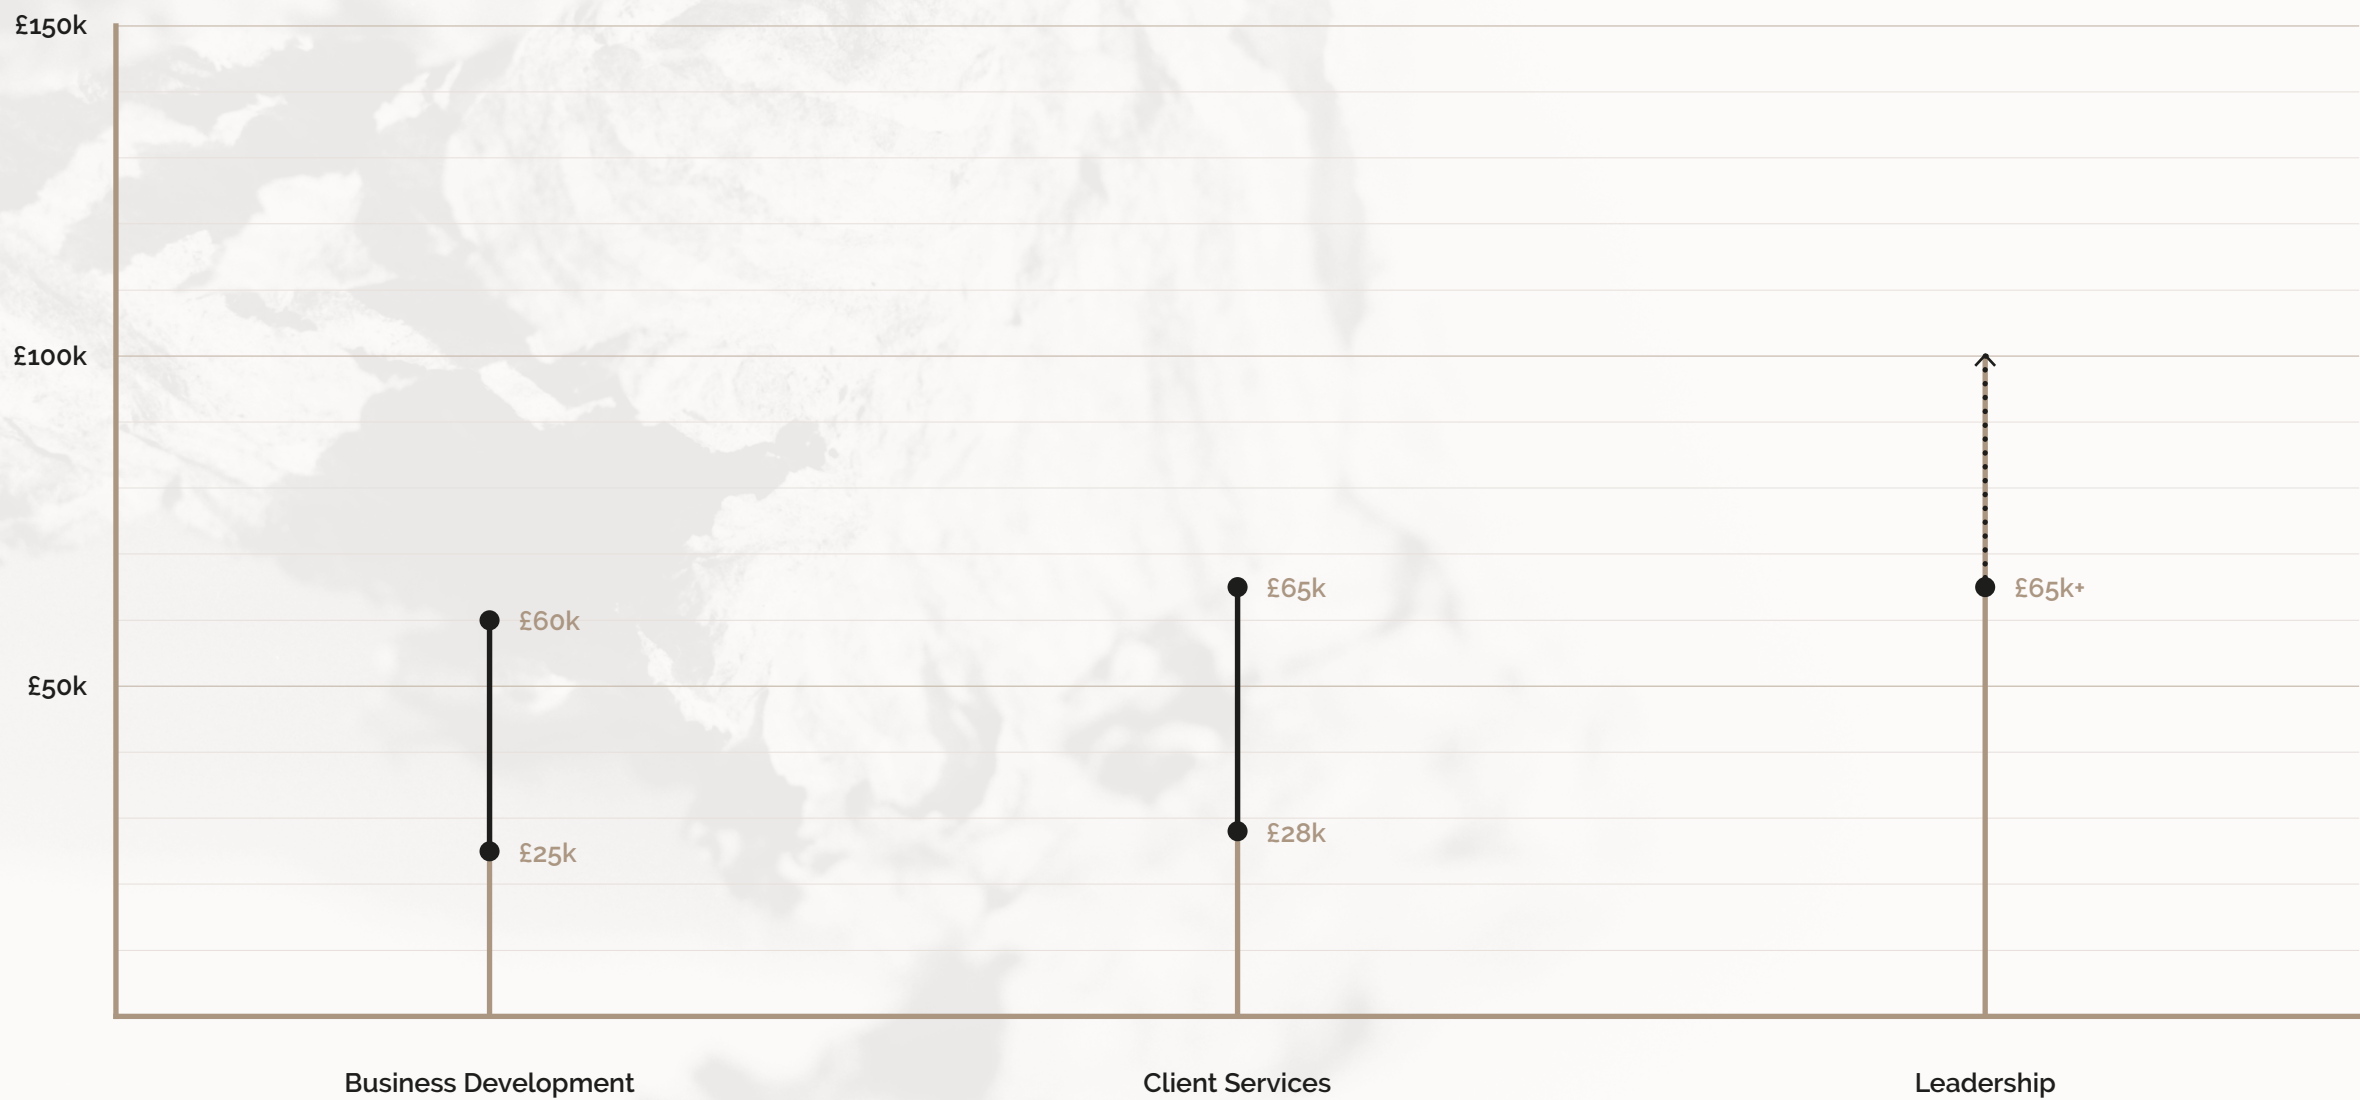 £150k
£100k
£65k
£65k+
£60k
£50k
£28k
£25k
Business Development
Client Services
Leadership